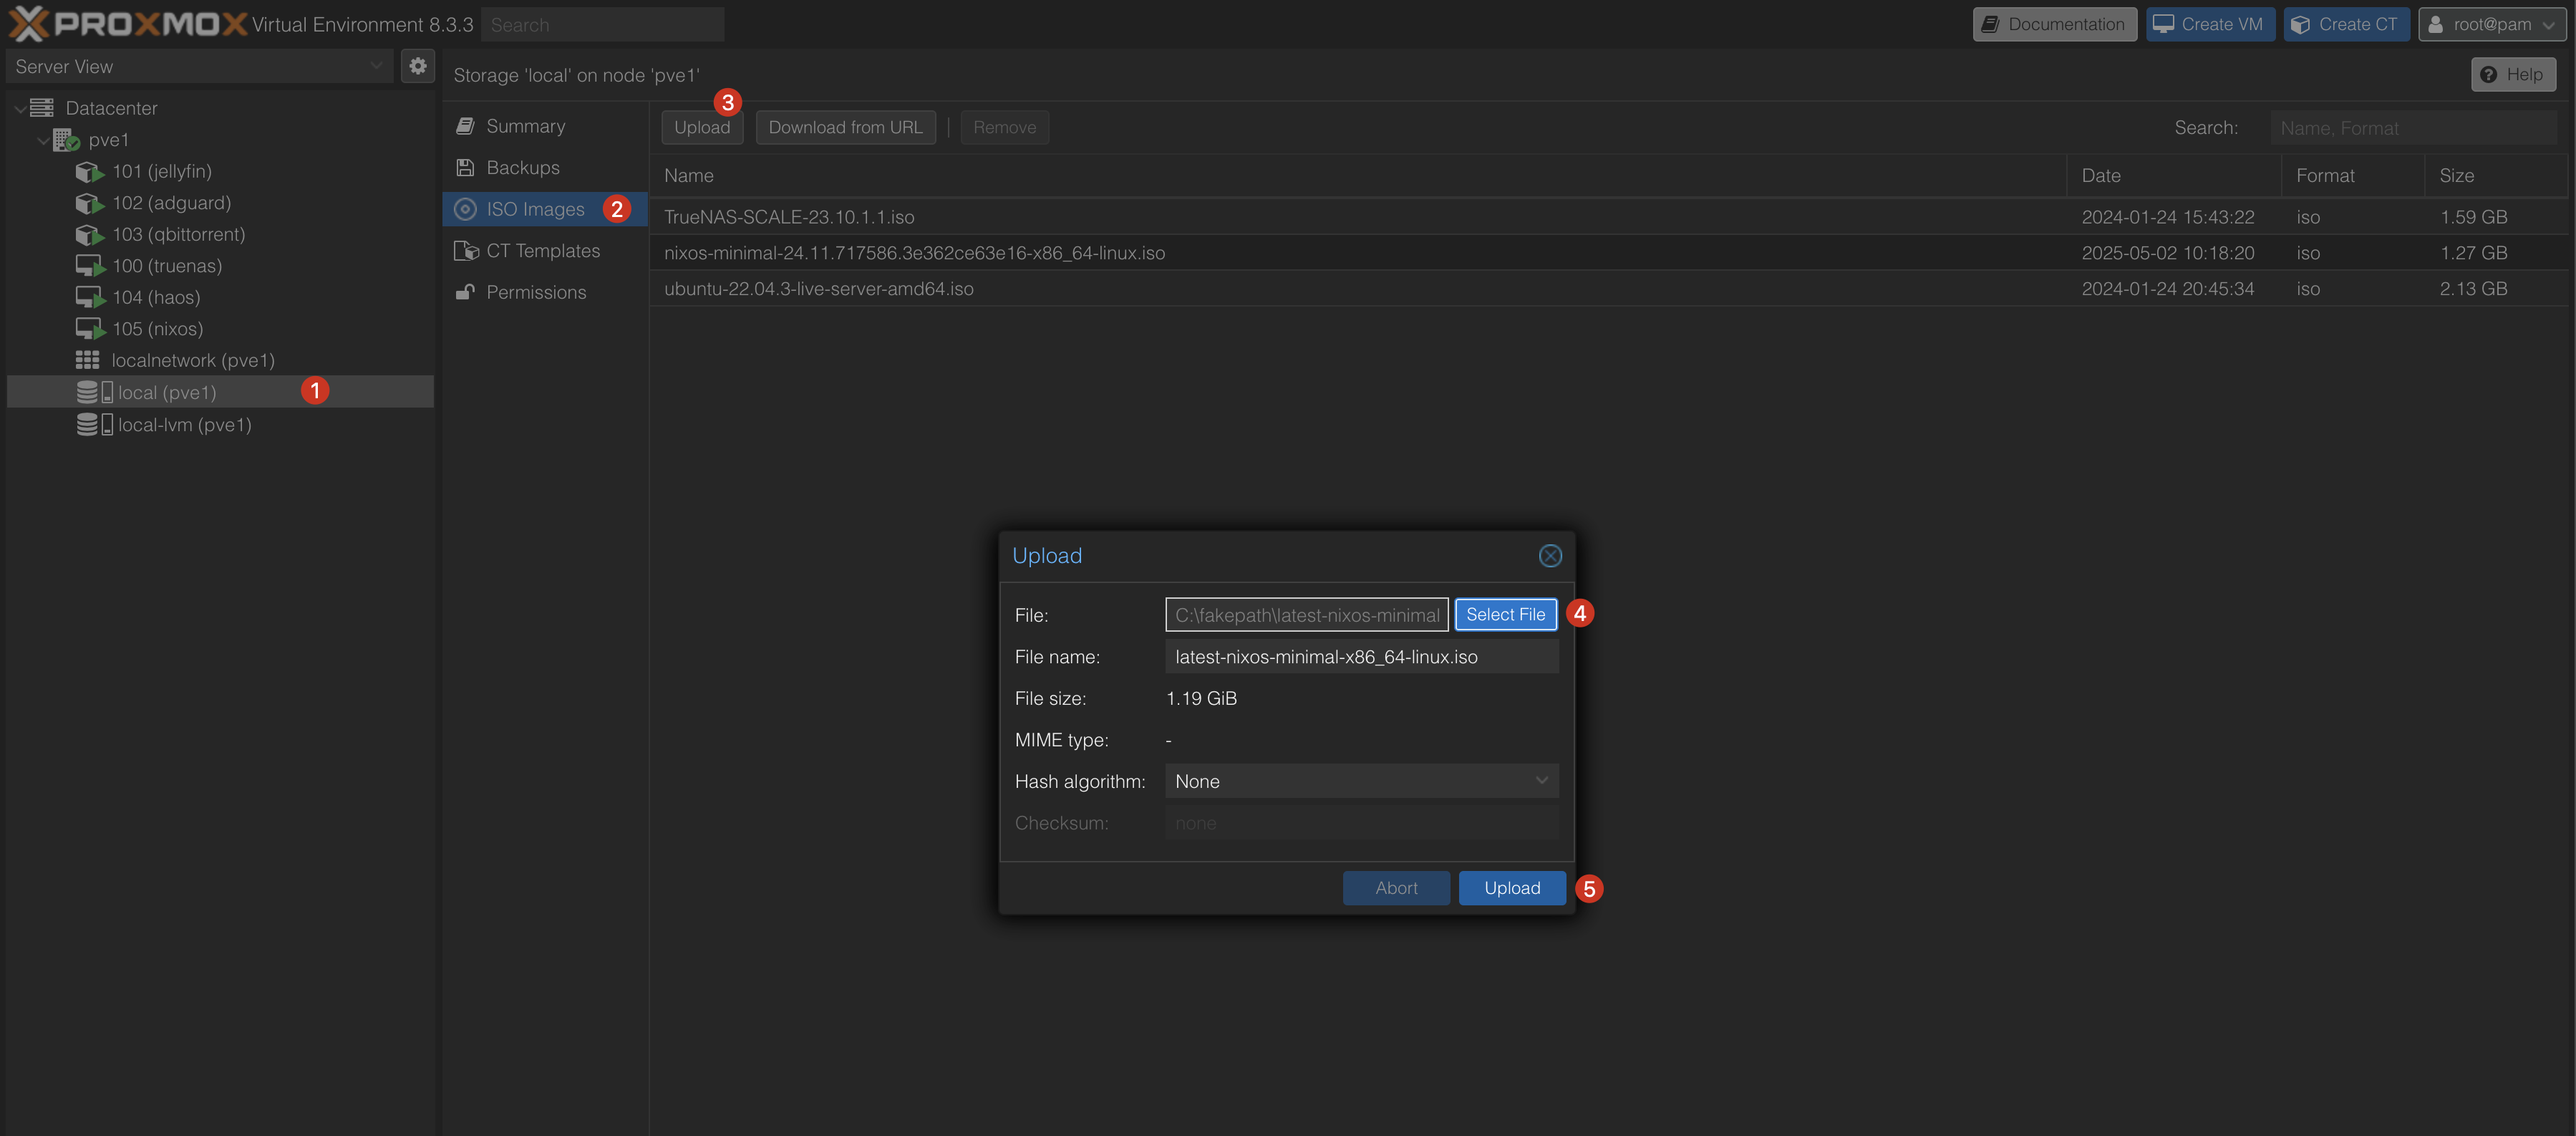 PROXMOX Virtual Environment 8.3.3 Search Documentation Create VM Create CT root@pam
Server View
Storage 'local' on node 'pve1' Help
Datacenter
pve1
101 (jellyfin)
102 (adguard)
103 (qbittorrent)
100 (truenas)
104 (haos)
105 (nixos)
localnetwork (pve1)
local (pve1) 1
local-lvm (pve1)
Summary
Backups
ISO Images 2
CT Templates
Permissions
3
Upload Download from URL Remove Search: Name, Format
Name Date Format Size
TrueNAS-SCALE-23.10.1.1.iso 2024-01-24 15:43:22 iso 1.59 GB
nixos-minimal-24.11.717586.3e362ce63e16-x86_64-linux.iso 2025-05-02 10:18:20 iso 1.27 GB
ubuntu-22.04.3-live-server-amd64.iso 2024-01-24 20:45:34 iso 2.13 GB
Upload
File: C:\fakepath\latest-nixos-minimal Select File 4
File name: latest-nixos-minimal-x86_64-linux.iso
File size: 1.19 GiB
MIME type: -
Hash algorithm: None
Checksum: none
Abort Upload 5